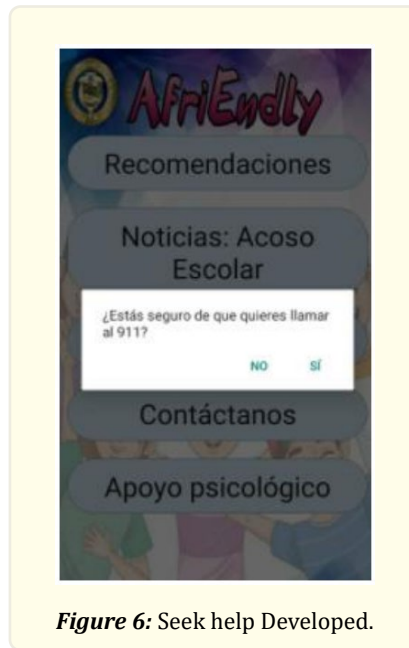 AfriEndly
Recomendaciones
Noticias: Acoso
Escolar
¿Estás seguro de que quieres llamar
al 911?
NO SÍ
Contáctanos
Apoyo psicológico
Figure 6: Seek help Developed.